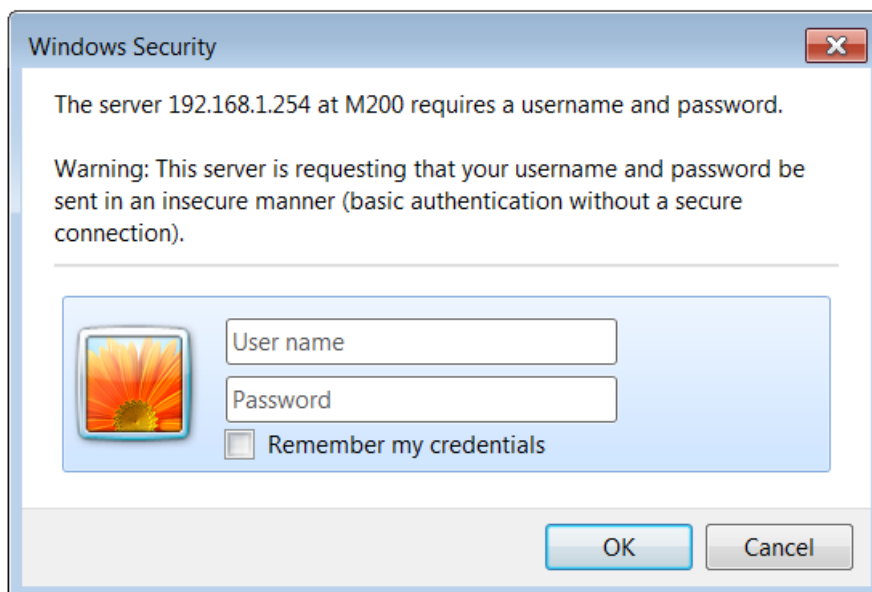 Windows Security
The server 192.168.1.254 at M200 requires a username and password.
Warning: This server is requesting that your username and password be
sent in an insecure manner (basic authentication without a secure
connection).
User name
Password
Remember my credentials
OK
Cancel